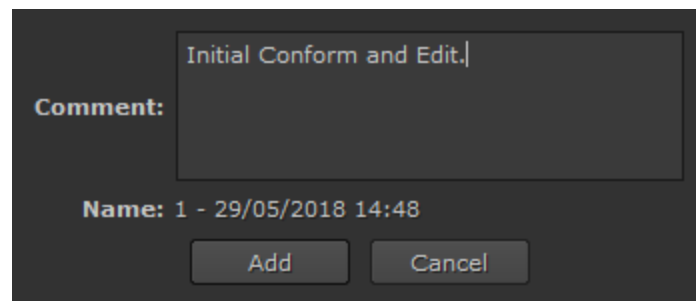 Initial Conform and Edit.
Comment:
Name: 1 - 29/05/2018 14:48
Add Cancel